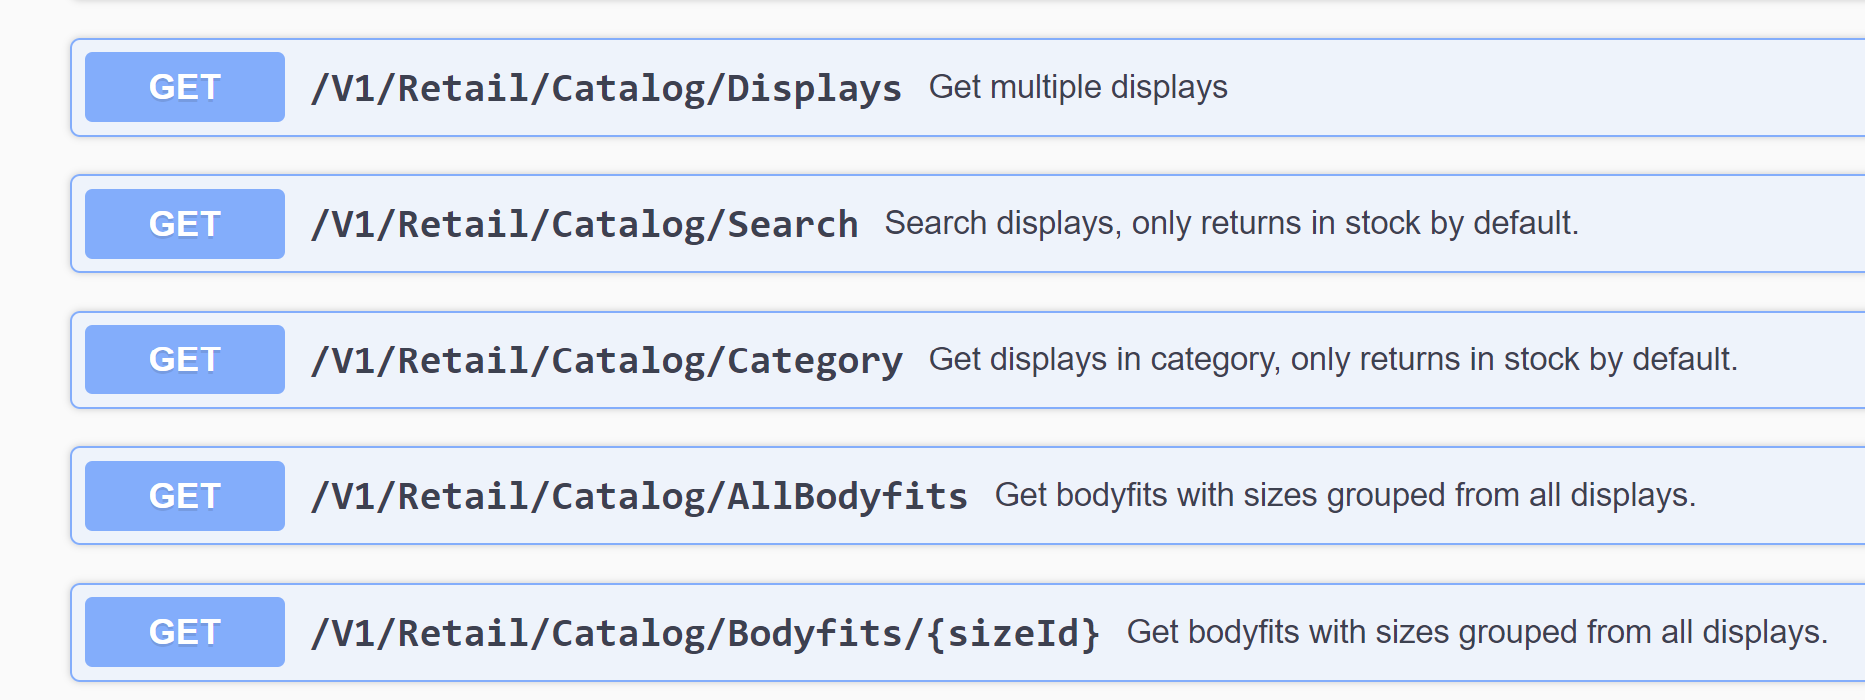 GET /V1/Retail/Catalog/Displays Get multiple displays
GET /V1/Retail/Catalog/Search Search displays, only returns in stock by default.
GET /V1/Retail/Catalog/Category Get displays in category, only returns in stock by default.
GET /V1/Retail/Catalog/AllBodyfits Get bodyfits with sizes grouped from all displays.
GET /V1/Retail/Catalog/Bodyfits/{sizeId} Get bodyfits with sizes grouped from all displays.